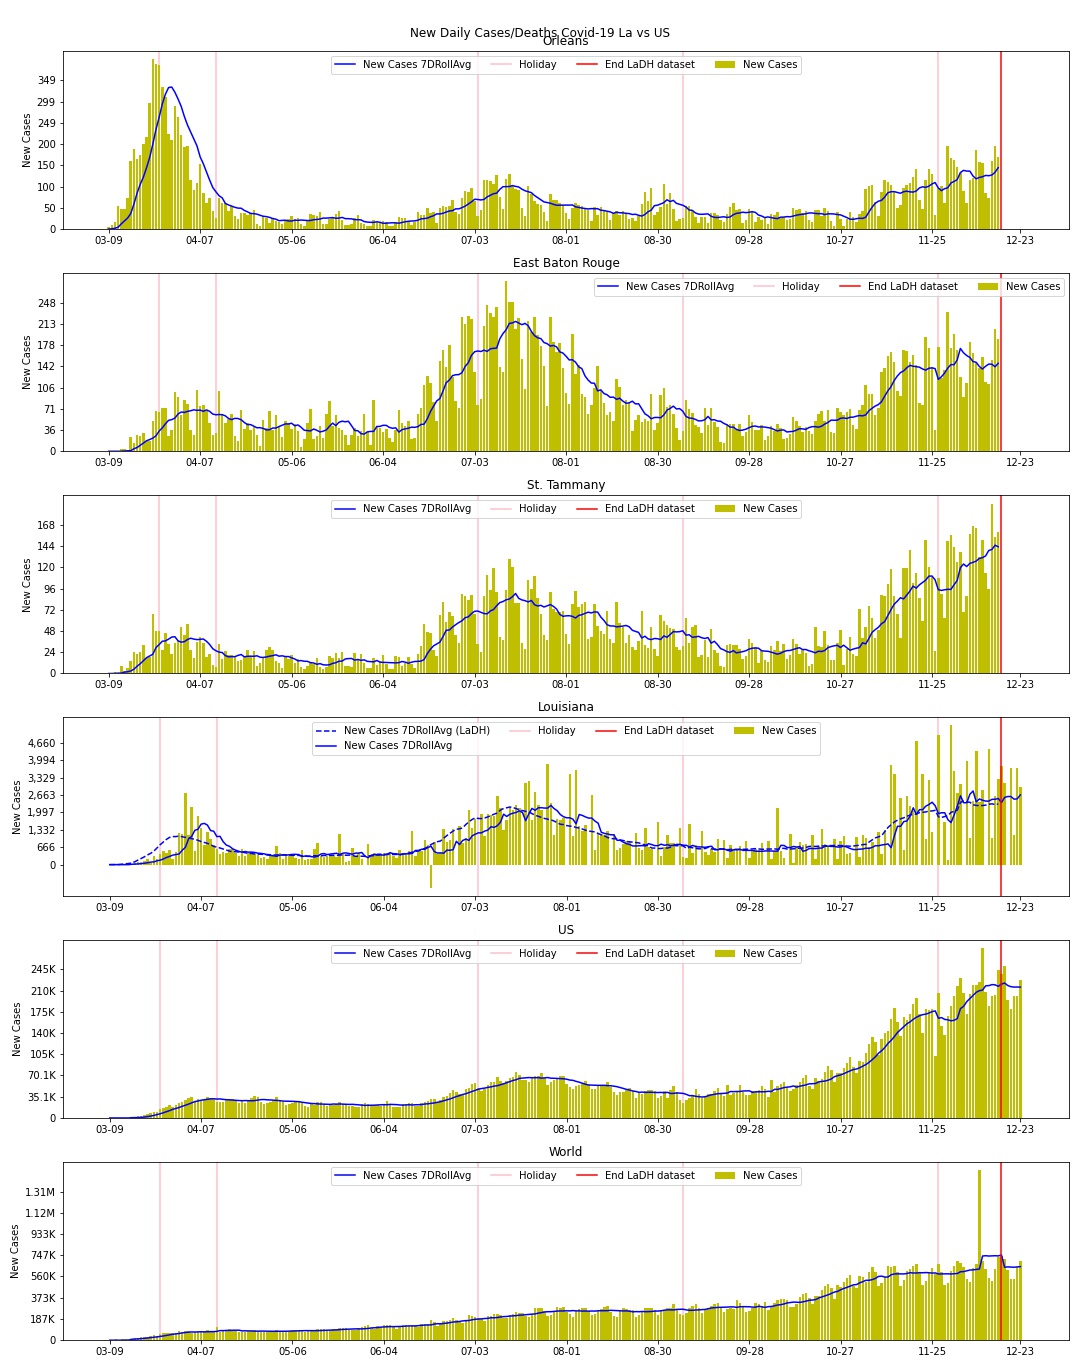 New Daily Cases/Deaths Covid-19 La vs US
Orleans
New Cases 7DRollAvg Holiday End LaDH dataset New Cases
349
299
249
200
150
100
50
0
New Cases
03-09 04-07 05-06 06-04 07-03 08-01 08-30 09-28 10-27 11-25 12-23
East Baton Rouge
New Cases 7DRollAvg Holiday End LaDH dataset New Cases
248
213
178
142
106
71
36
0
New Cases
03-09 04-07 05-06 06-04 07-03 08-01 08-30 09-28 10-27 11-25 12-23
St. Tammany
New Cases 7DRollAvg Holiday End LaDH dataset New Cases
168
144
120
96
72
48
24
0
New Cases
03-09 04-07 05-06 06-04 07-03 08-01 08-30 09-28 10-27 11-25 12-23
Louisiana
New Cases 7DRollAvg (LaDH) Holiday End LaDH dataset New Cases
New Cases 7DRollAvg
4,660
3,994
3,329
2,663
1,997
1,332
666
0
New Cases
03-09 04-07 05-06 06-04 07-03 08-01 08-30 09-28 10-27 11-25 12-23
US
New Cases 7DRollAvg Holiday End LaDH dataset New Cases
245K
210K
175K
140K
105K
70.1K
35.1K
0
New Cases
03-09 04-07 05-06 06-04 07-03 08-01 08-30 09-28 10-27 11-25 12-23
World
New Cases 7DRollAvg Holiday End LaDH dataset New Cases
1.31M
1.12M
933K
747K
560K
373K
187K
0
New Cases
03-09 04-07 05-06 06-04 07-03 08-01 08-30 09-28 10-27 11-25 12-23